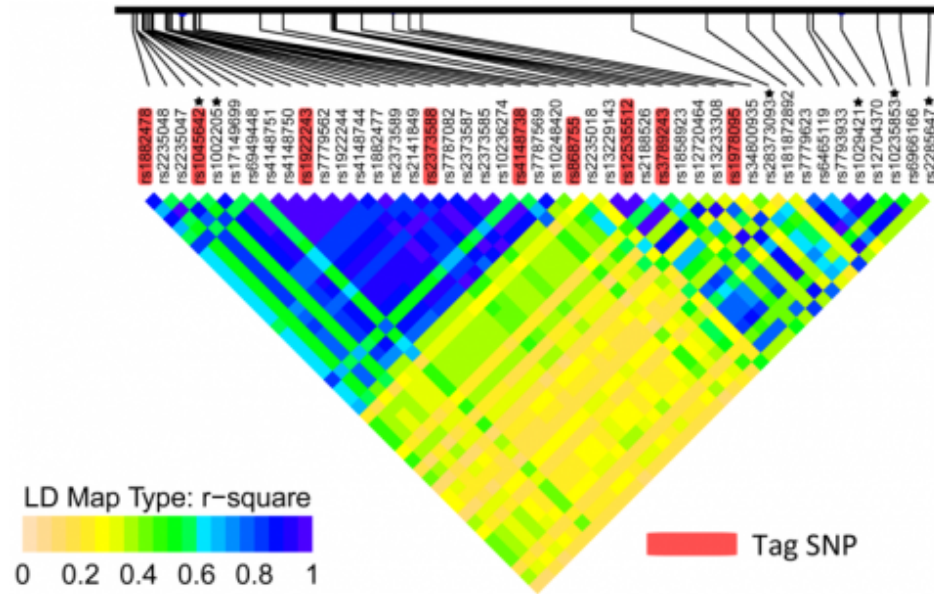 rs1882478
rs2235048
rs2235047
rs1045642★
rs1002205★
rs17149699
rs6949448
rs4148751
rs4148750
rs1922243
rs7779562
rs1922244
rs4148744
rs1882477
rs2373589
rs2141849
rs2373588
rs7787082
rs2373587
rs2373585
rs10236274
rs4148738
rs7787569
rs10248420
rs868755
rs2235018
rs13229143
rs12535512
rs2188526
rs3789243
rs1858923
rs12720464
rs13233308
rs1978095
rs34800935
rs28373093★
rs181872892
rs7779623
rs6465119
rs7793933
rs1029421★
rs12704370
rs10235853★
rs6966166
rs2285647★
LD Map Type: r-square
0 0.2 0.4 0.6 0.8 1
Tag SNP